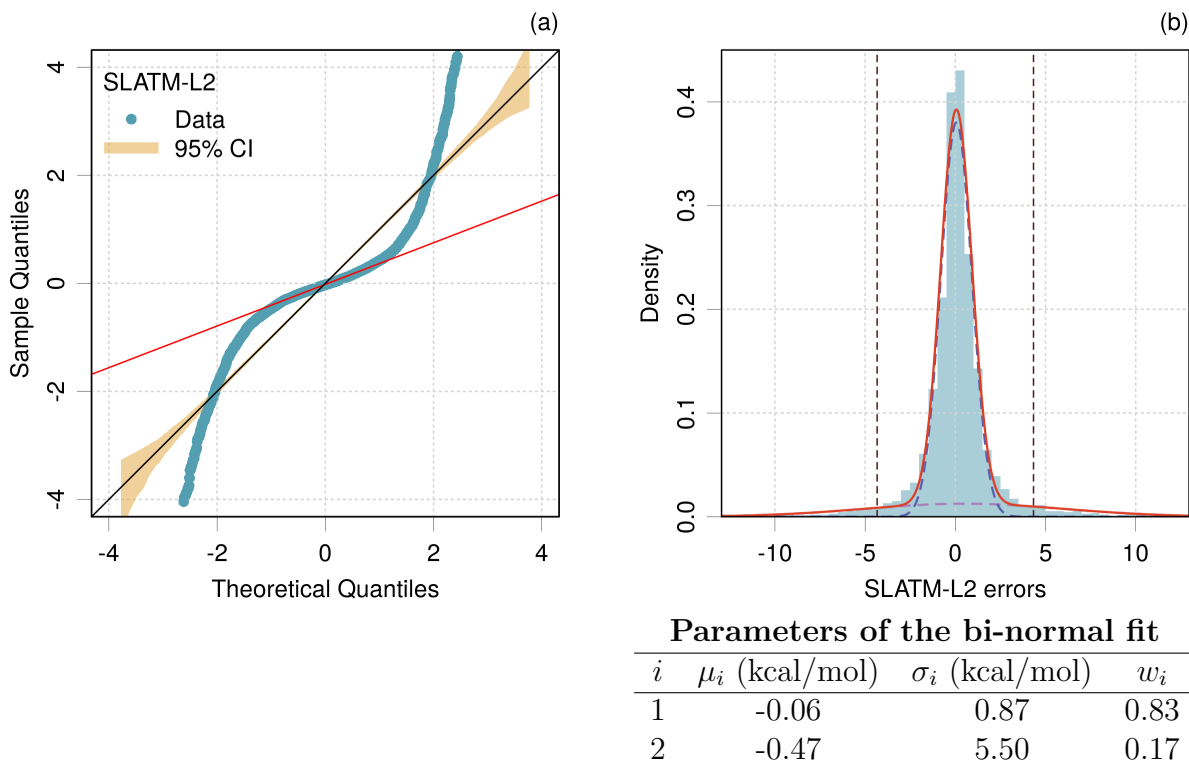 (a)
SLATM-L2
Data
95% CI
Sample Quantiles
4
2
0
-2
-4
-4 -2 0 2 4
Theoretical Quantiles
(b)
Density
0.4
0.3
0.2
0.1
0.0
-10 -5 0 5 10
SLATM-L2 errors
Parameters of the bi-normal fit
i μi (kcal/mol) σi (kcal/mol) wi
1 -0.06 0.87 0.83
2 -0.47 5.50 0.17